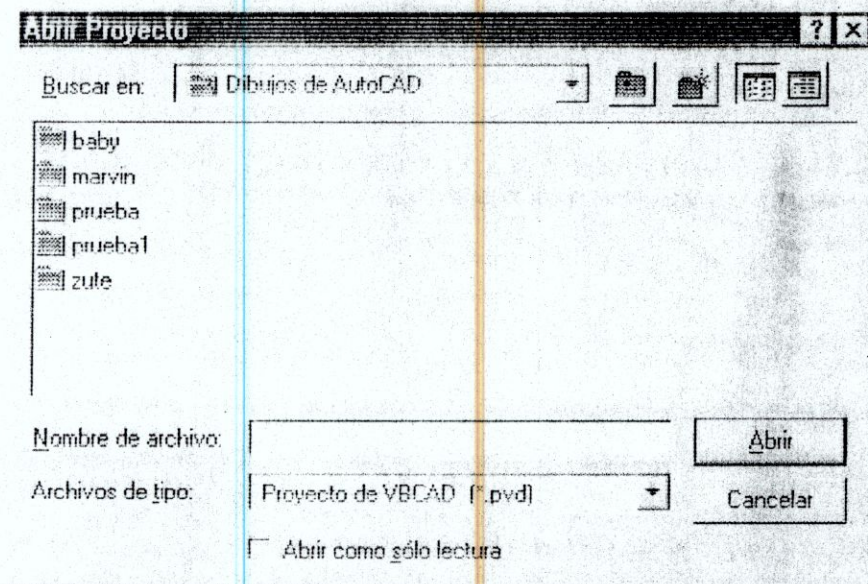 Abrir Proyecto
Buscar en: Dibujos de AutoCAD
baby
marvin
prueba
prueba1
zute
Nombre de archivo: Abrir
Archivos de tipo: Proyecto de VBCAD (*.pvd) Cancelar
Abrir como sólo lectura